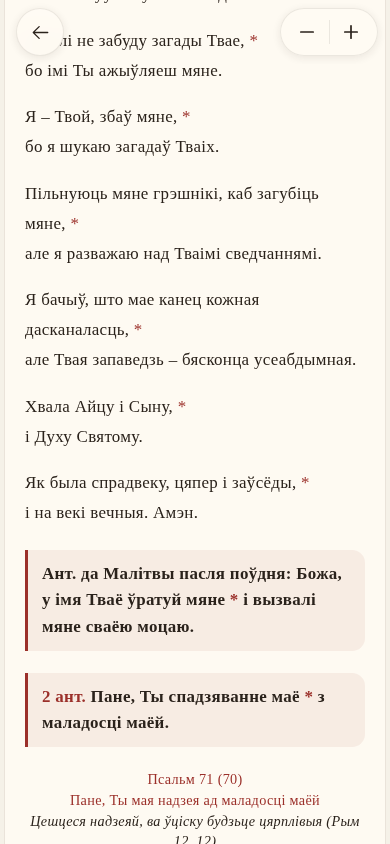 не забуду загады Твае, *
бо імі Ты ажыўляеш мяне.
Я – Твой, збаў мяне, *
бо я шукаю загадаў Тваіх.
Пільнуюць мяне грэшнікі, каб загубіць
мяне, *
але я разважаю над Тваімі сведчаннямі.
Я бачыў, што мае канец кожная
дасканаласць, *
але Твая запаведзь – бясконца усеабдымная.
Хвала Айцу і Сыну, *
і Духу Святому.
Як была спрадвеку, цяпер і заўсёды, *
і на векі вечныя. Амэн.
Ант. да Малітвы пасля поўдня: Божа,
у імя Тваё ўратуй мяне * і вызвалі
мяне сваёю моцаю.
2 ант. Пане, Ты спадзяванне маё * з
маладосці маёй.
Псальм 71 (70)
Пане, Ты мая надзея ад маладосці маёй
Цешцеся надзеяй, ва ўціску будзьце цярплівыя (Рым
12, 12)